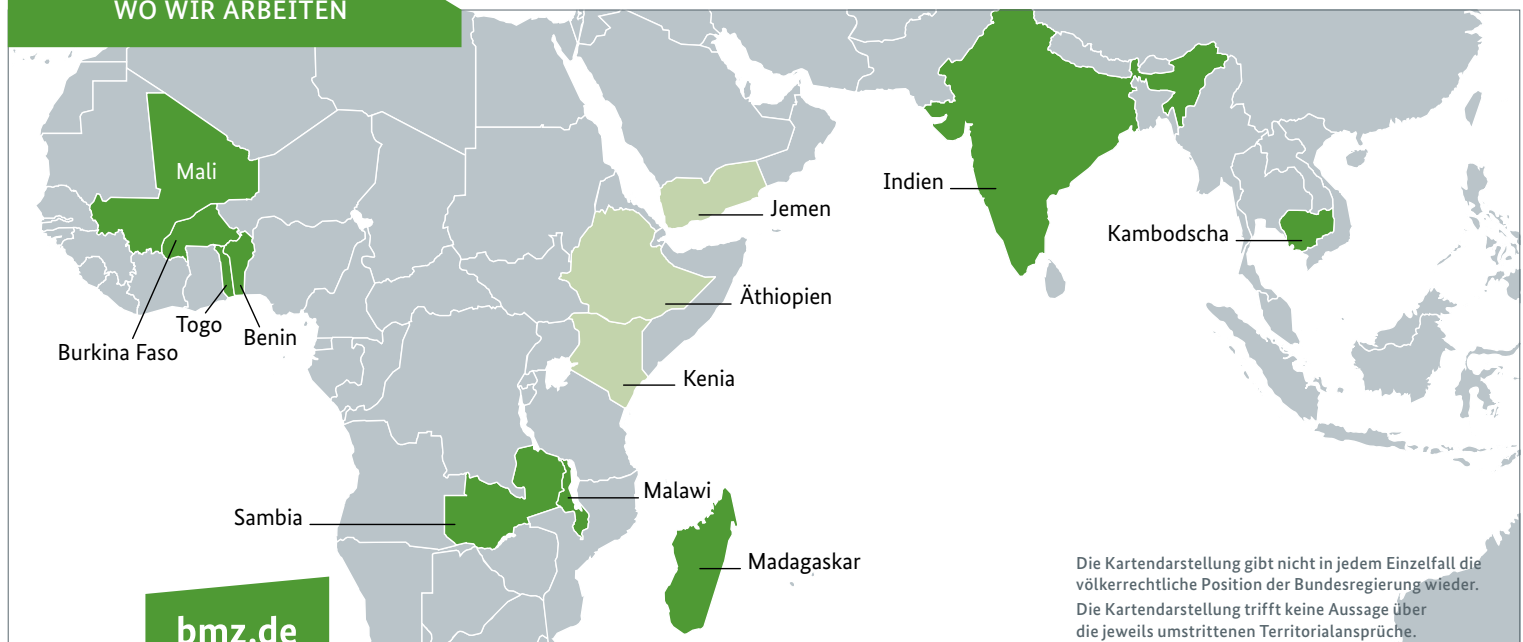 WO WIR ARBEITEN
Mali
Indien
Jemen
Kambodscha
Äthiopien
Togo
Benin
Burkina Faso
Kenia
Malawi
Sambia
Madagaskar
Die Kartendarstellung gibt nicht in jedem Einzelfall die
völkerrechtliche Position der Bundesregierung wieder.
Die Kartendarstellung trifft keine Aussage über
die jeweils umstrittenen Territorialansprüche.
bmz.de